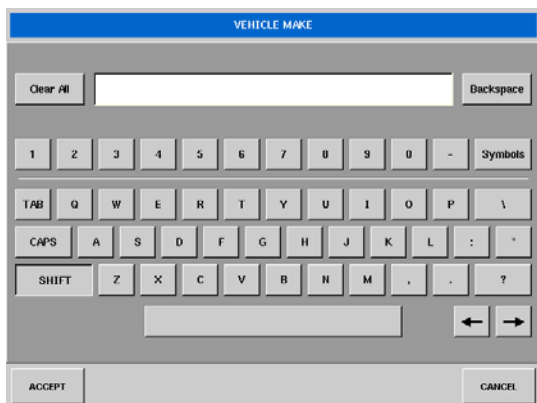 VEHICLE MAKE
Clear All Backspace
1 2 3 4 5 6 7 8 9 0 - Symbols
TAB Q W E R T Y U I O P \
CAPS A S D F G H J K L : "
SHIFT Z X C V B N M , . ?
ACCEPT CANCEL